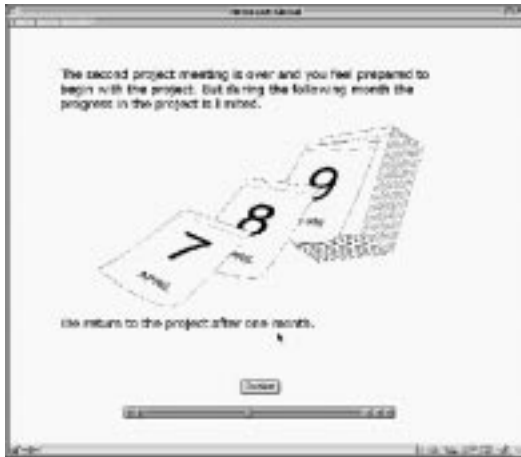 The second project meeting is over and you feel prepared to
begin with the project. But during the following month the
progress in the project is limited.
9
8
7
APRIL
return to the project after one month.